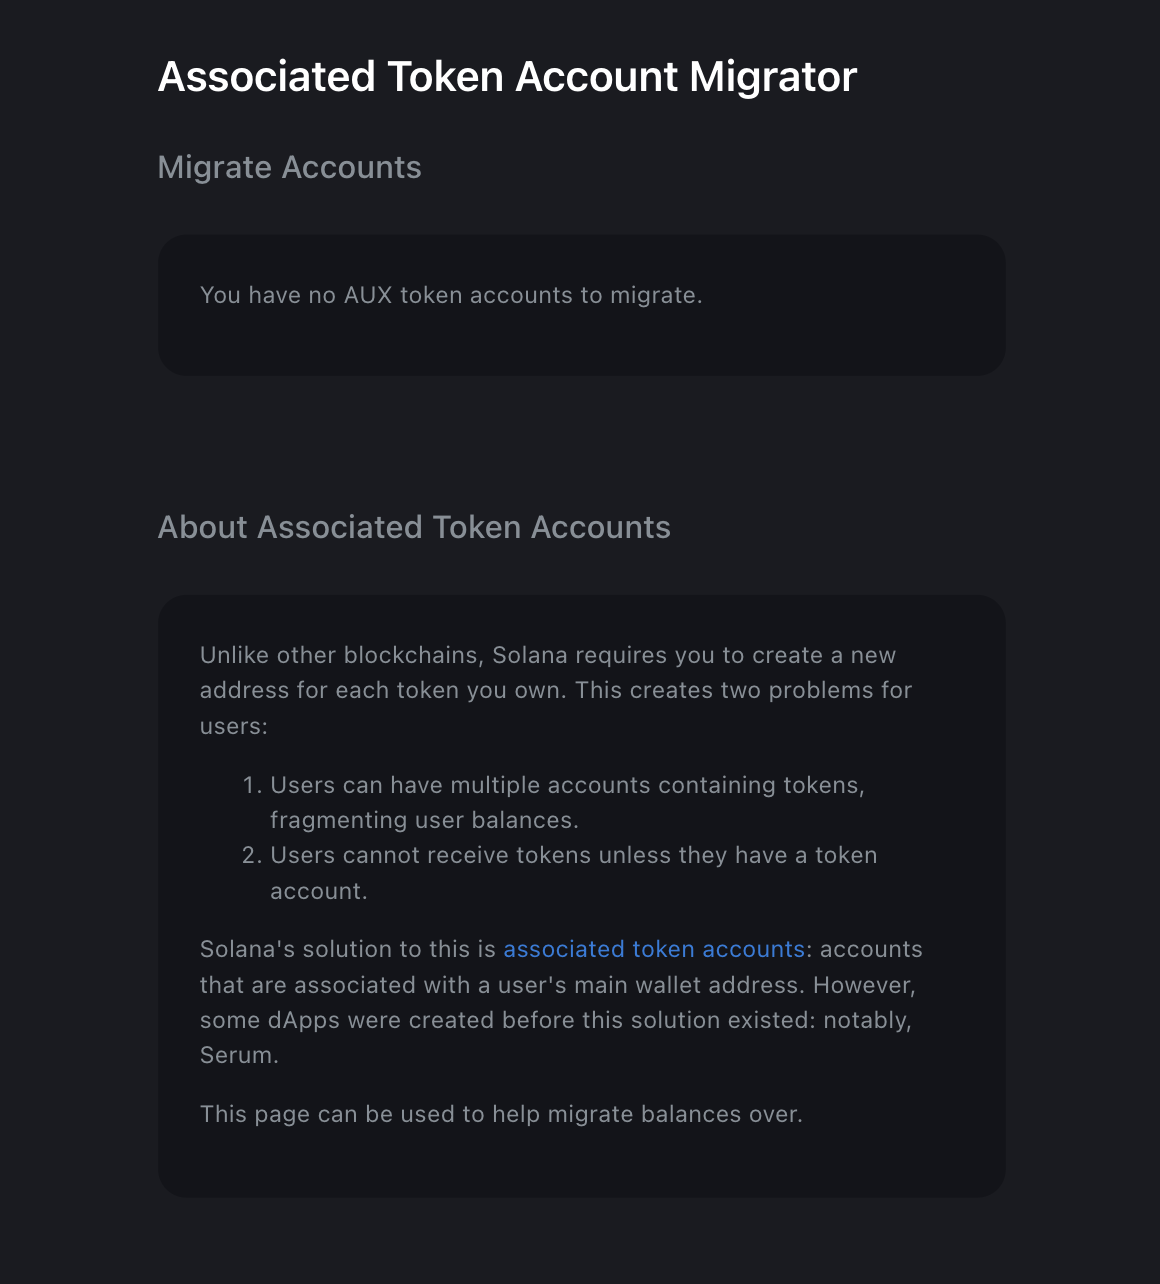 Associated Token Account Migrator
Migrate Accounts
You have no AUX token accounts to migrate.
About Associated Token Accounts
Unlike other blockchains, Solana requires you to create a new
address for each token you own. This creates two problems for
users:
1. Users can have multiple accounts containing tokens,
fragmenting user balances.
2. Users cannot receive tokens unless they have a token
account.
Solana's solution to this is associated token accounts: accounts
that are associated with a user's main wallet address. However,
some dApps were created before this solution existed: notably,
Serum.
This page can be used to help migrate balances over.